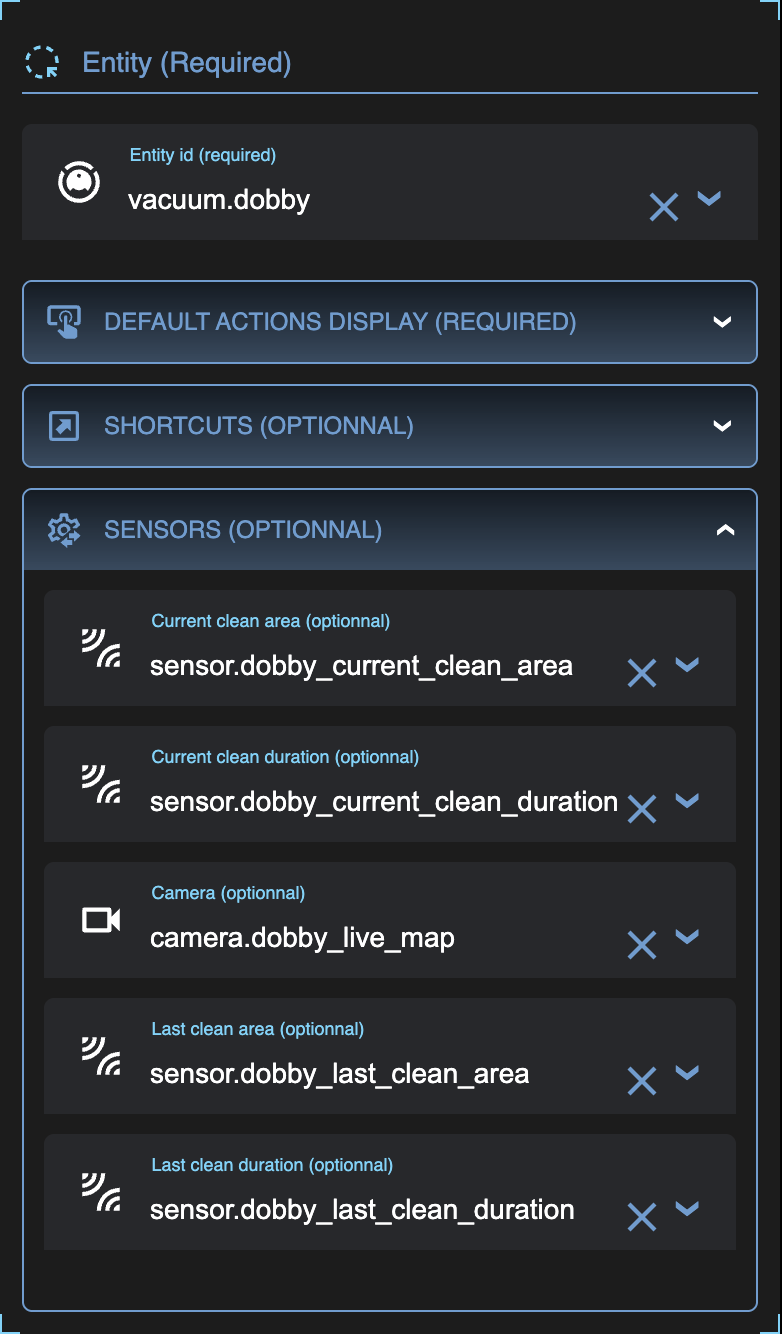 Entity (Required)
Entity id (required)
vacuum.dobby
DEFAULT ACTIONS DISPLAY (REQUIRED)
SHORTCUTS (OPTIONNAL)
SENSORS (OPTIONNAL)
Current clean area (optionnal)
sensor.dobby_current_clean_area
Current clean duration (optionnal)
sensor.dobby_current_clean_duration
Camera (optionnal)
camera.dobby_live_map
Last clean area (optionnal)
sensor.dobby_last_clean_area
Last clean duration (optionnal)
sensor.dobby_last_clean_duration